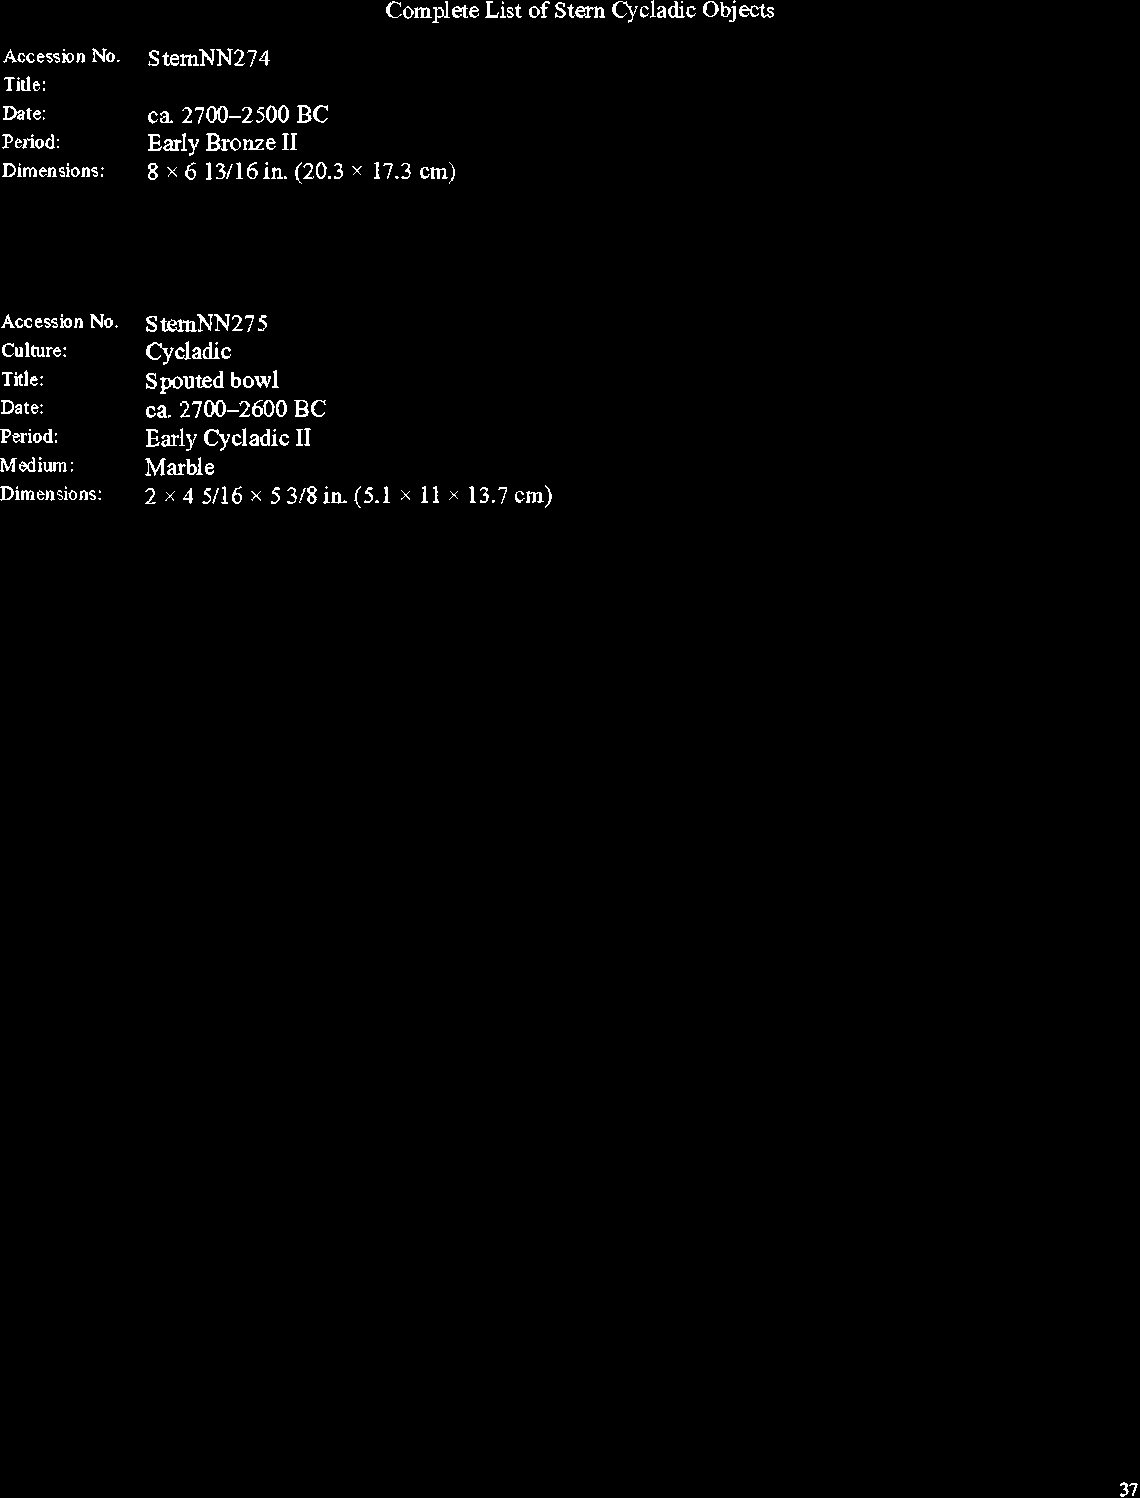 Complete List of Stern Cycladic Objects
Accession No. SternNN274
Title:
Date: ca. 2700–2500 BC
Period: Early Bronze II
Dimensions: 8 × 6 13/16 in. (20.3 × 17.3 cm)
Accession No. SternNN275
Culture: Cycladic
Title: Spouted bowl
Date: ca. 2700–2600 BC
Period: Early Cycladic II
Medium: Marble
Dimensions: 2 × 4 5/16 × 5 3/8 in. (5.1 × 11 × 13.7 cm)
37